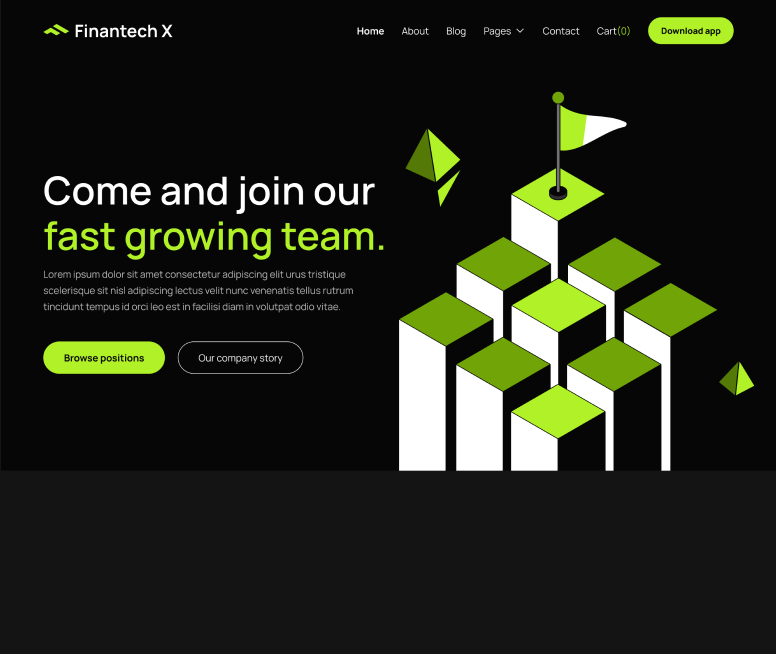 Finantech X
Home About Blog Pages Contact Cart(0) Download app
Come and join our
fast growing team.
Lorem ipsum dolor sit amet consectetur adipiscing elit urus tristique
scelerisque sit nisl adipiscing lectus velit nunc venenatis tellus rutrum
tincidunt tempus id orci leo est in facilisi diam in volutpat odio vitae.
Browse positions Our company story